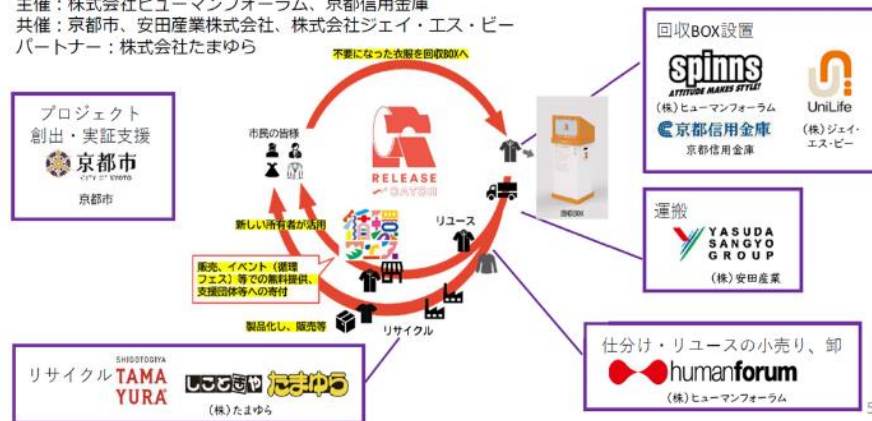 主催：株式会社ヒューマンフォーラム、京都信用金庫
共催：京都市、安田産業株式会社、株式会社ジェイ・エス・ビー
パートナー：株式会社たまゆら
不要になった衣服を回収BOXへ
プロジェクト
創出・実証支援
京都市
CITY OF KYOTO
京都市
市民の皆様
RELEASE
CATCH
回収BOX設置
spinns
ATTITUDE MAKES STYLE!
(株)ヒューマンフォーラム
京都信用金庫
京都信用金庫
UniLife
(株)ジェイ・
エス・ビー
回収BOX
運搬
YASUDA
SANGYO
GROUP
(株)安田産業
新しい所有者が活用
循環
フェス
リユース
販売、イベント（循環
フェス）等での無料提供、
支援団体等への寄付
製品化し、販売等
リサイクル
仕分け・リユースの小売り、卸
humanforum
(株)ヒューマンフォーラム
リサイクル
SHIGOTOGIYA
TAMA
YURA
しごとぎや たまゆら
(株)たまゆら
5